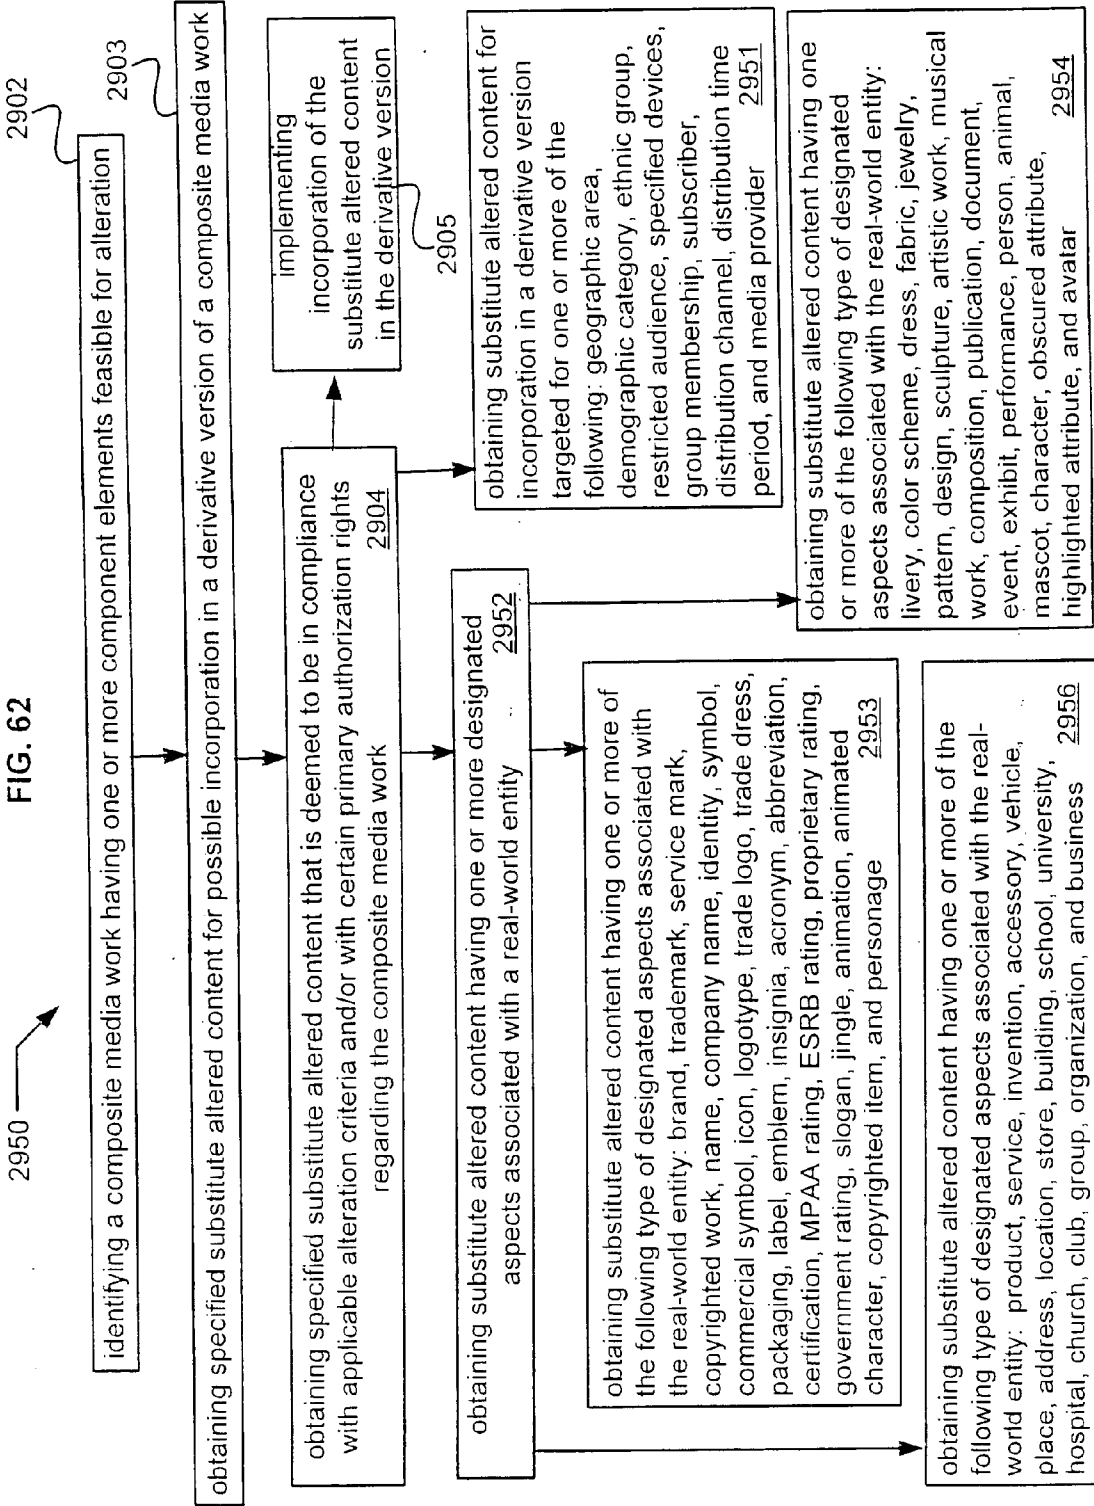 FIG. 62
2950
2902
identifying a composite media work having one or more component elements feasible for alteration
2903
obtaining specified substitute altered content for possible incorporation in a derivative version of a composite media work
obtaining specified substitute altered content that is deemed to be in compliance
with applicable alteration criteria and/or with certain primary authorization rights
regarding the composite media work
2904
implementing
incorporation of the
substitute altered content
in the derivative version
2905
obtaining substitute altered content having one or more designated
aspects associated with a real-world entity
2952
obtaining substitute altered content for
incorporation in a derivative version
targeted for one or more of the
following: geographic area,
demographic category, ethnic group,
restricted audience, specified devices,
group membership, subscriber,
distribution channel, distribution time
period, and media provider
2951
obtaining substitute altered content having one or more of
the following type of designated aspects associated with
the real-world entity: brand, trademark, service mark,
copyrighted work, name, company name, identity, symbol,
commercial symbol, icon, logotype, trade logo, trade dress,
packaging, label, emblem, insignia, acronym, abbreviation,
certification, MPAA rating, ESRB rating, proprietary rating,
government rating, slogan, jingle, animation, animated
character, copyrighted item, and personage
2953
obtaining substitute altered content having one
or more of the following type of designated
aspects associated with the real-world entity:
livery, color scheme, dress, fabric, jewelry,
pattern, design, sculpture, artistic work, musical
work, composition, publication, document,
event, exhibit, performance, person, animal,
mascot, character, obscured attribute,
highlighted attribute, and avatar
2954
obtaining substitute altered content having one or more of the
following type of designated aspects associated with the real-
world entity: product, service, invention, accessory, vehicle,
place, address, location, store, building, school, university,
hospital, church, club, group, organization, and business
2956